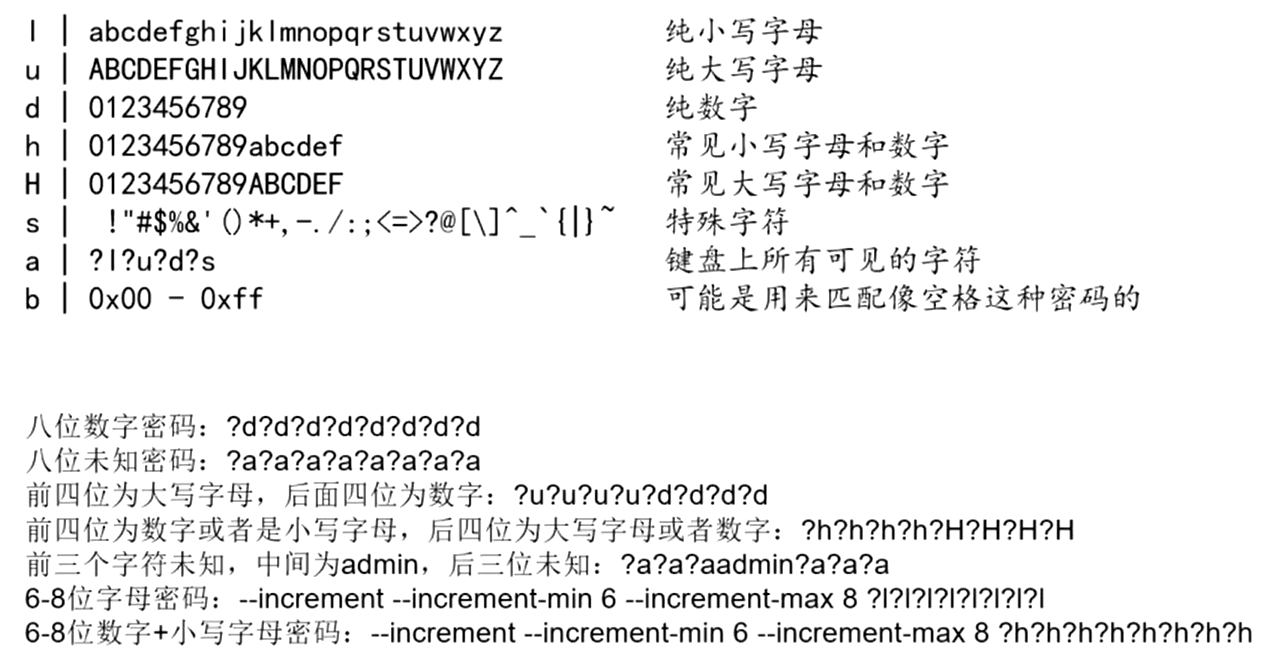 l | abcdefghijklmnopqrstuvwxyz 纯小写字母
u | ABCDEFGHIJKLMNOPQRSTUVWXYZ 纯大写字母
d | 0123456789 纯数字
h | 0123456789abcdef 常见小写字母和数字
H | 0123456789ABCDEF 常见大写字母和数字
s |  !"#$%&'()*+,-./:;<=>?@[\]^_`{|}~ 特殊字符
a | ?l?u?d?s 键盘上所有可见的字符
b | 0x00 - 0xff 可能是用来匹配像空格这种密码的
八位数字密码：?d?d?d?d?d?d?d?d
八位未知密码：?a?a?a?a?a?a?a?a
前四位为大写字母，后面四位为数字：?u?u?u?u?d?d?d?d
前四位为数字或者是小写字母，后四位为大写字母或者数字：?h?h?h?h?H?H?H?H
前三个字符未知，中间为admin，后三位未知：?a?a?aadmin?a?a?a
6-8位字母密码：--increment --increment-min 6 --increment-max 8 ?l?l?l?l?l?l?l?l
6-8位数字+小写字母密码：--increment --increment-min 6 --increment-max 8 ?h?h?h?h?h?h?h?h